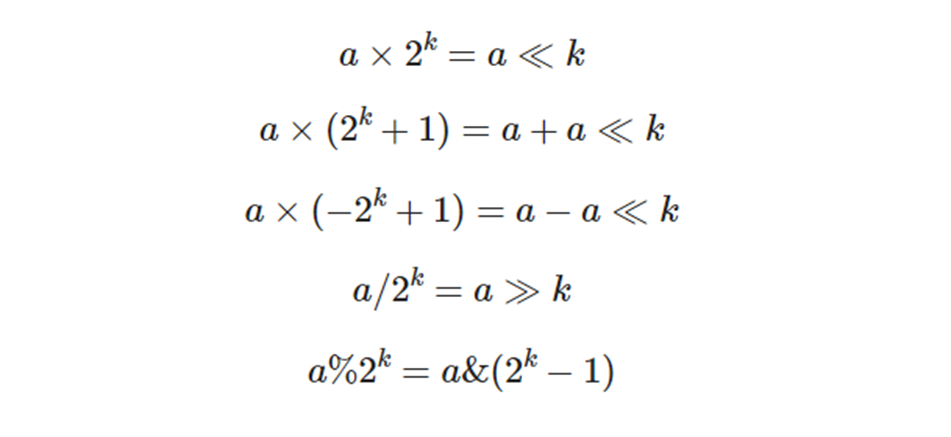 a × 2^k = a ≪ k
a × (2^k + 1) = a + a ≪ k
a × (−2^k + 1) = a − a ≪ k
a/2^k = a ≫ k
a%2^k = a&(2^k − 1)